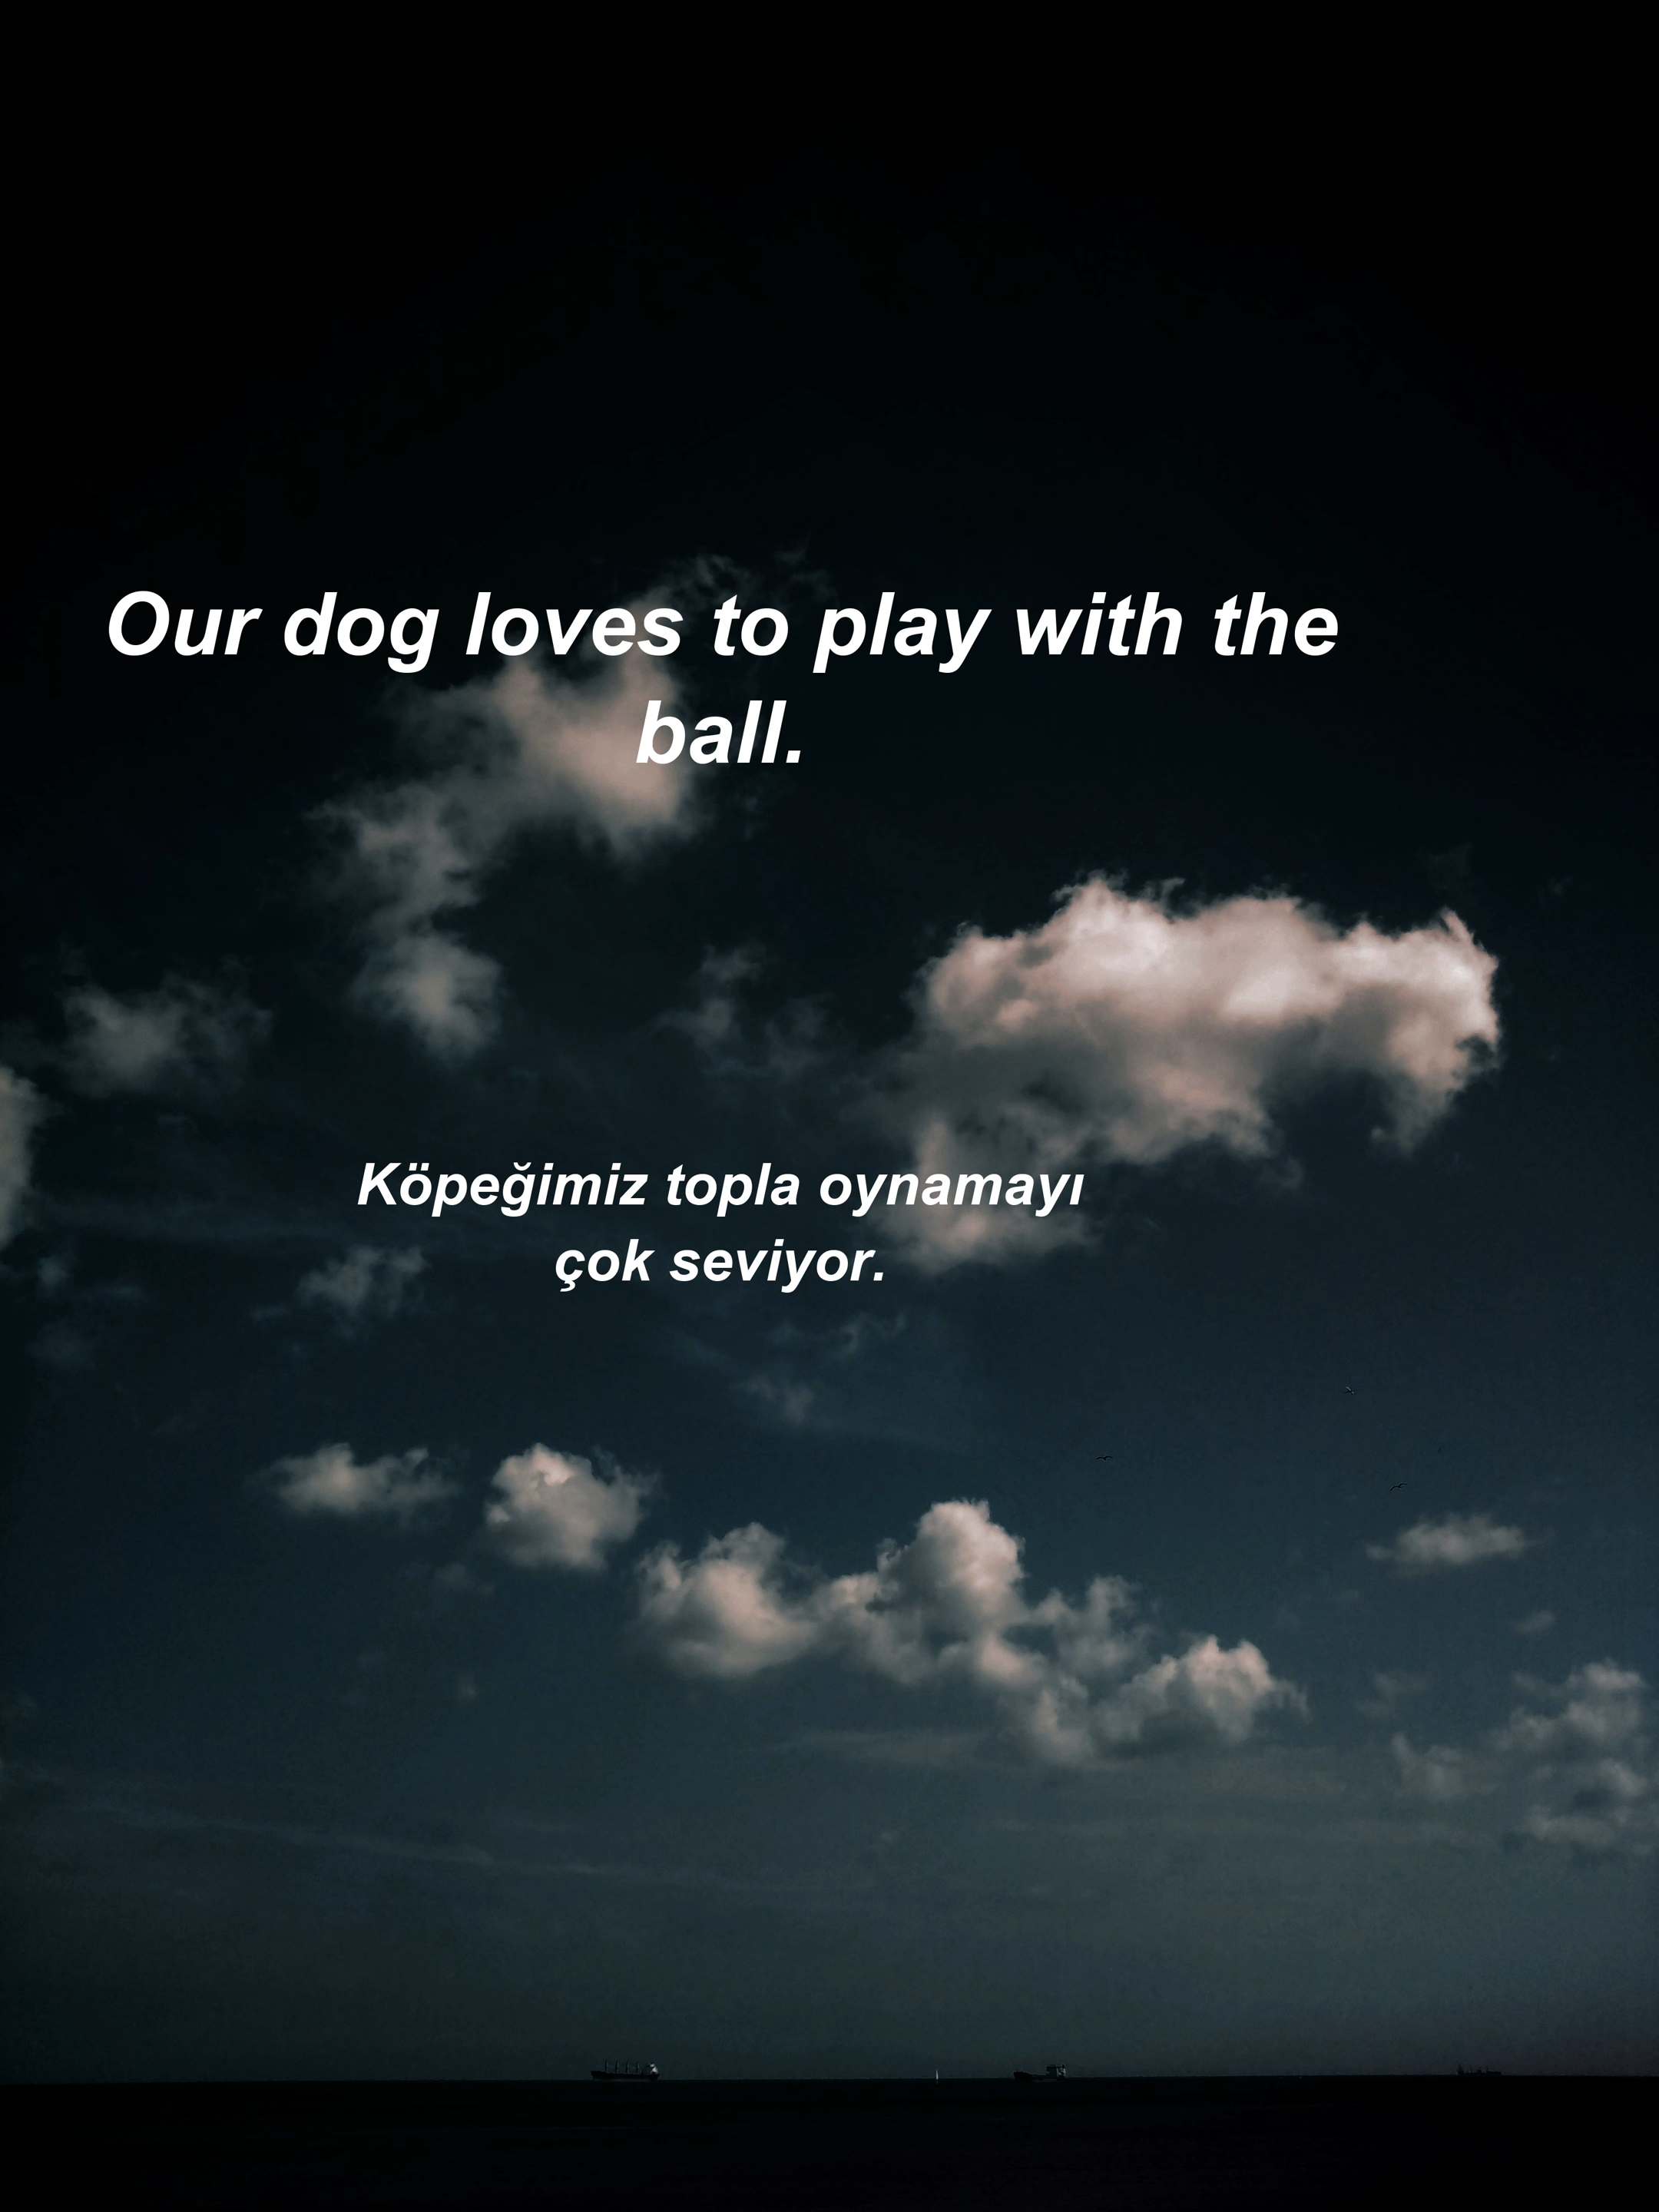 Our dog loves to play with the
ball.
Köpeğimiz topla oynamayı
çok seviyor.